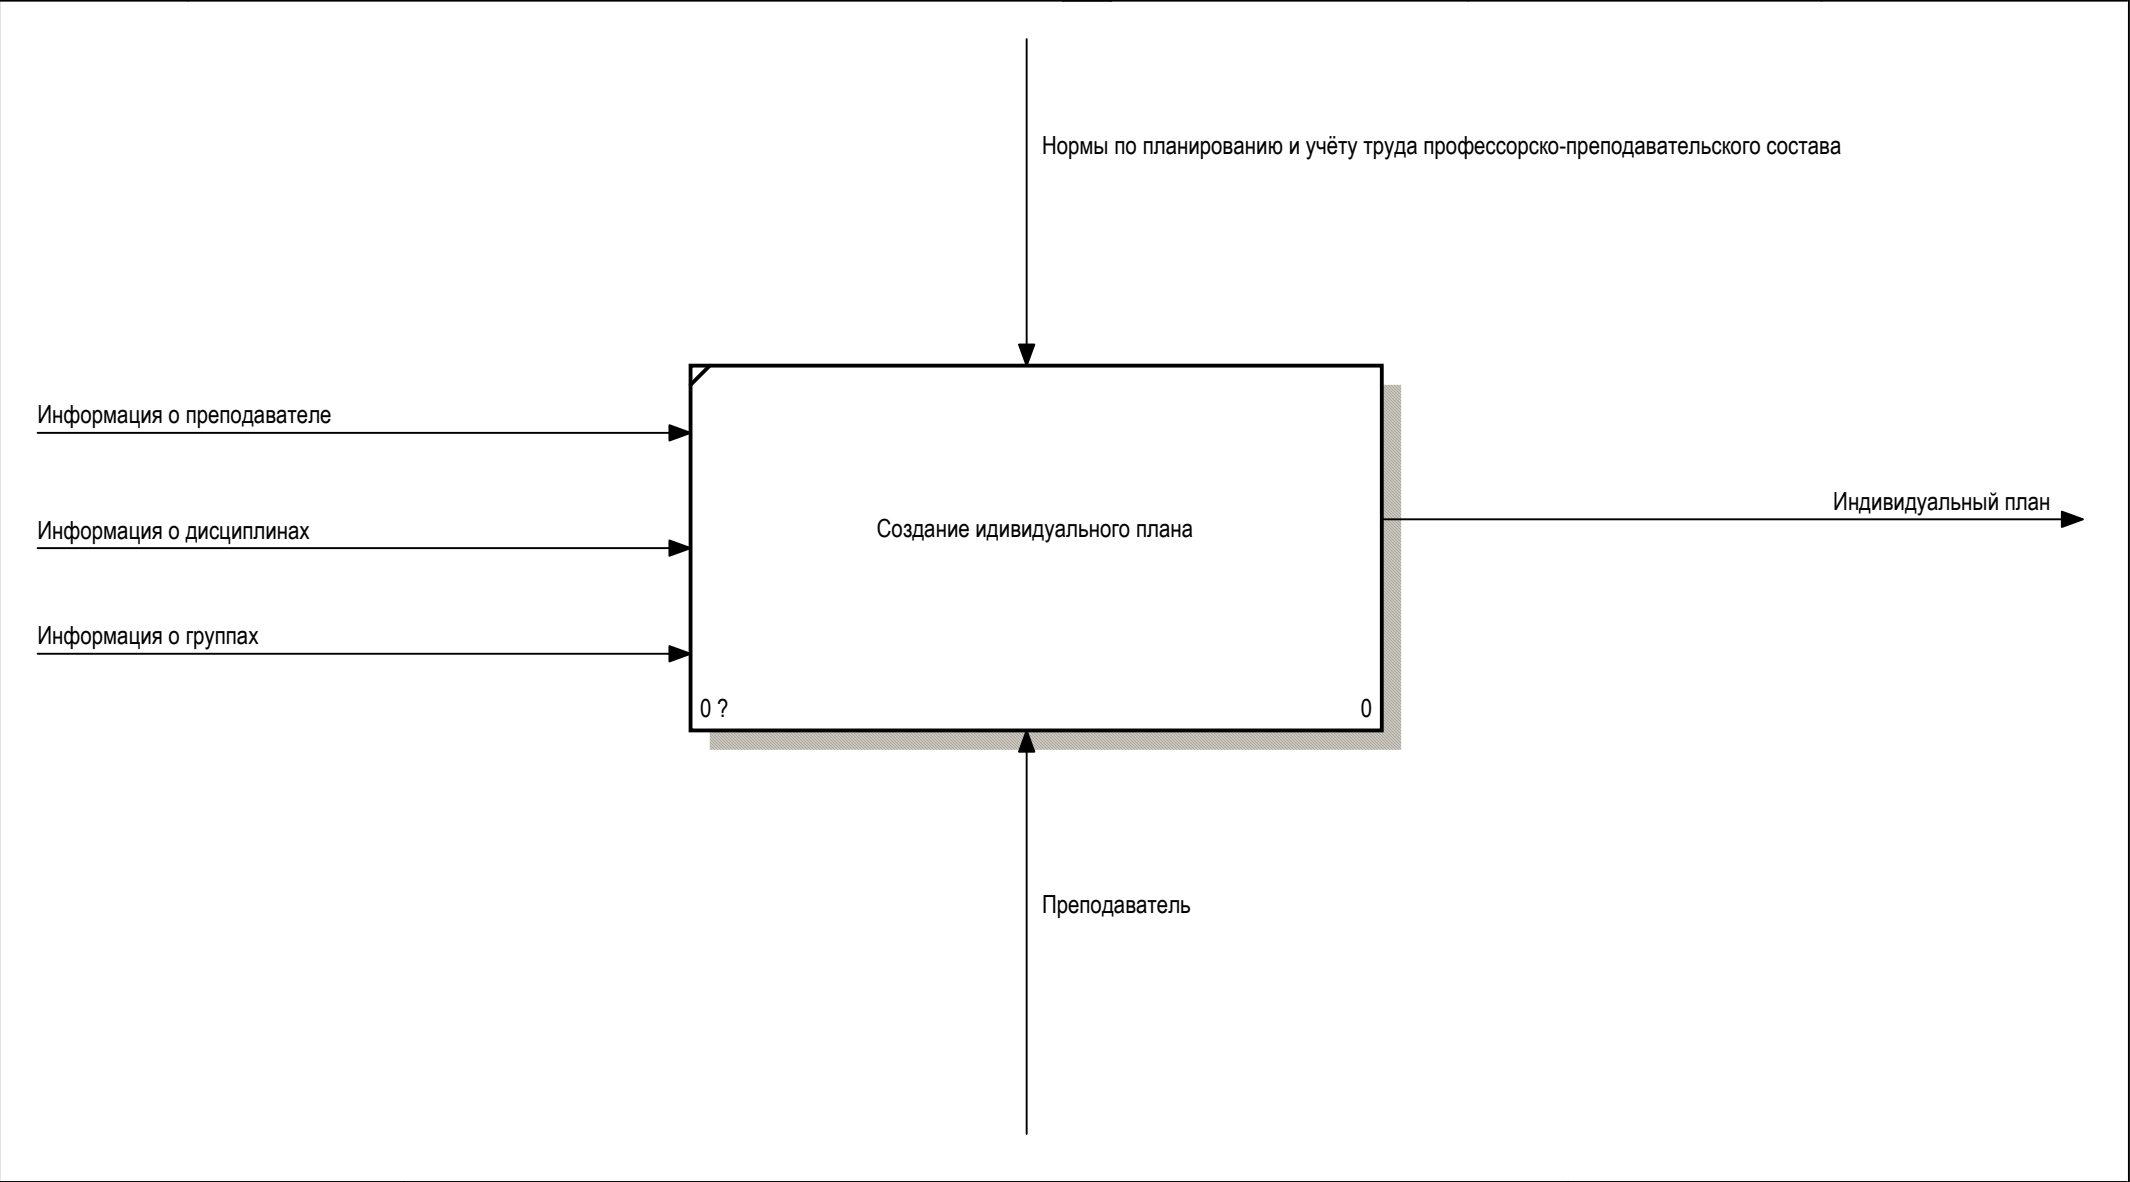 Нормы по планированию и учёту труда профессорско-преподавательского состава
Информация о преподавателе
Информация о дисциплинах
Информация о группах
Создание идивидуального плана
0 ?
0
Индивидуальный план
Преподаватель